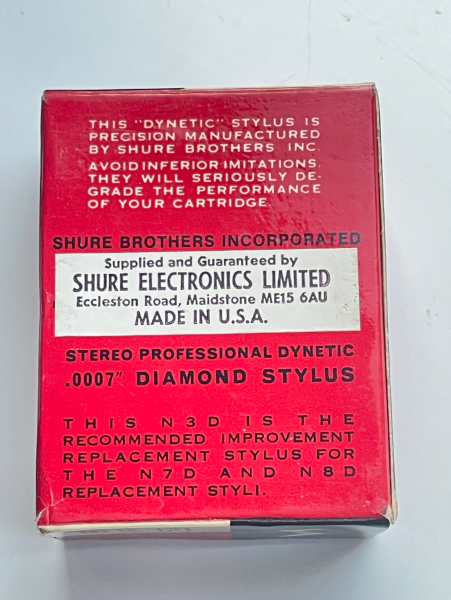 THIS "DYNETIC" STYLUS IS
PRECISION MANUFACTURED
BY SHURE BROTHERS INC.
AVOID INFERIOR IMITATIONS.
THEY WILL SERIOUSLY DE-
GRADE THE PERFORMANCE
OF YOUR CARTRIDGE.
SHURE BROTHERS INCORPORATED
Supplied and Guaranteed by
SHURE ELECTRONICS LIMITED
Eccleston Road, Maidstone ME15 6AU
MADE IN U.S.A.
STEREO PROFESSIONAL DYNETIC
.0007" DIAMOND STYLUS
THIS N3D IS THE
RECOMMENDED IMPROVEMENT
REPLACEMENT STYLUS FOR
THE N7D AND N8D
REPLACEMENT STYLI.